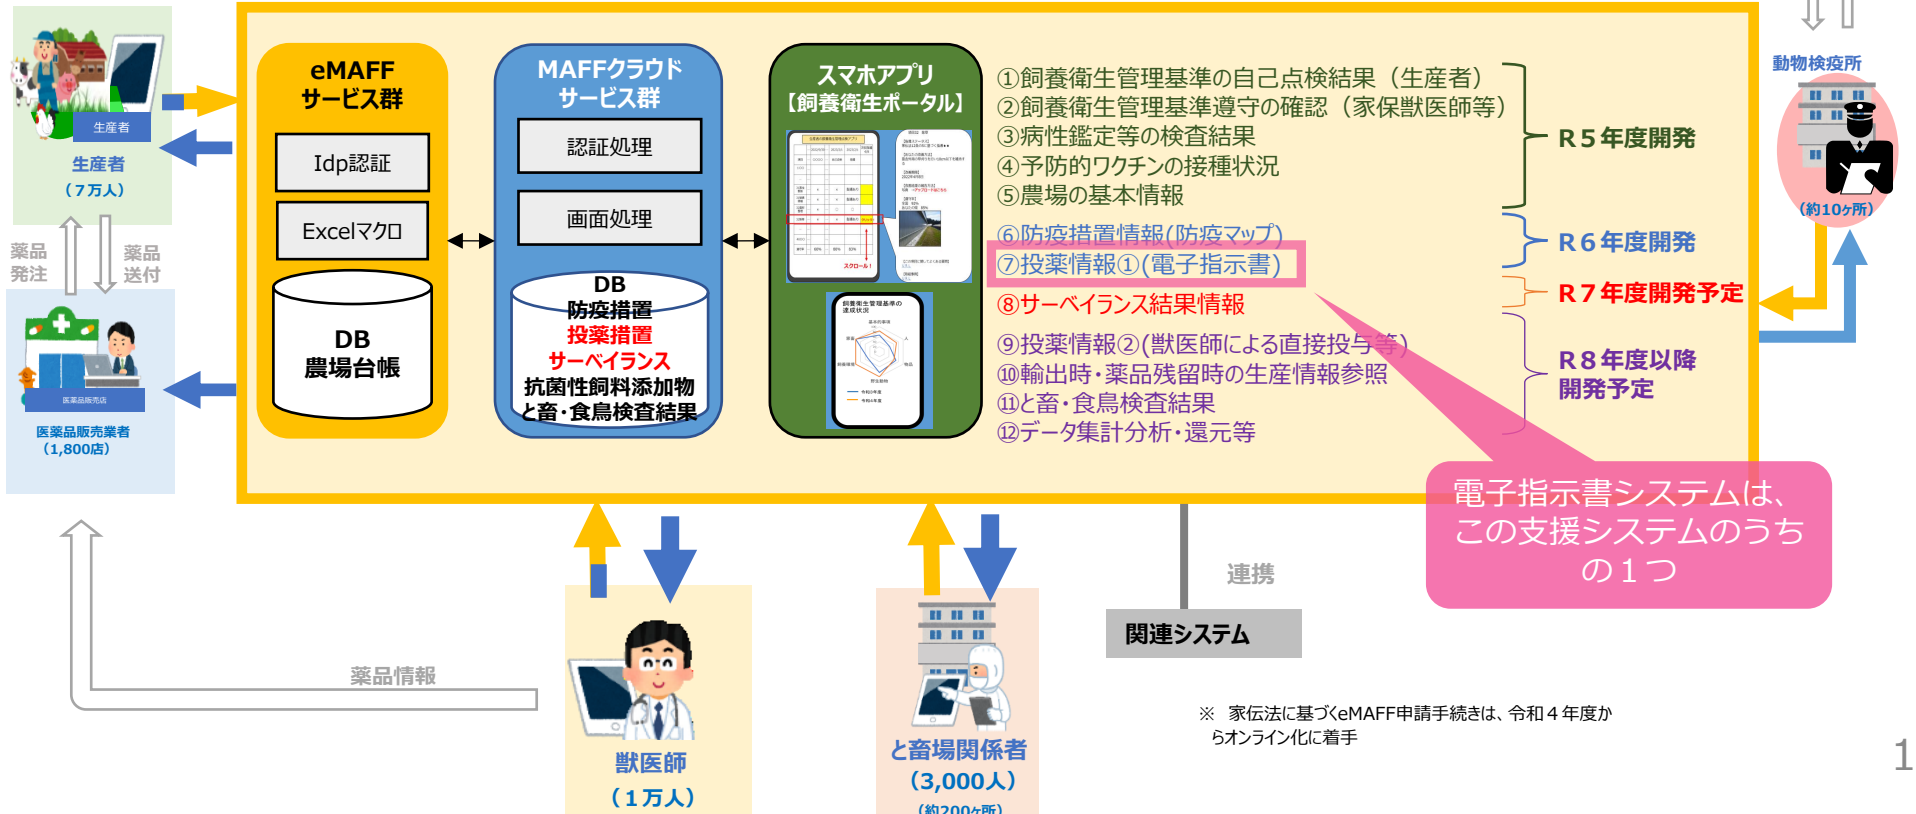 生産者
生産者
（７万人）
薬品
発注
薬品
送付
医薬品販売店
医薬品販売業者
（1,800店）
eMAFF
サービス群
Idp認証
Excelマクロ
DB
農場台帳
MAFFクラウド
サービス群
認証処理
画面処理
DB
防疫措置
投薬措置
サーベイランス
抗菌性飼料添加物
と畜・食鳥検査結果
スマホアプリ
【飼養衛生ポータル】
スクロール！
飼養衛生管理基準の
達成状況
①飼養衛生管理基準の自己点検結果（生産者）
②飼養衛生管理基準遵守の確認（家保獣医師等）
③病性鑑定等の検査結果
④予防的ワクチンの接種状況
⑤農場の基本情報
R５年度開発
⑥防疫措置情報(防疫マップ)
⑦投薬情報①(電子指示書)
R６年度開発
⑧サーベイランス結果情報
R７年度開発予定
⑨投薬情報②(獣医師による直接投与等)
⑩輸出時・薬品残留時の生産情報参照
⑪と畜・食鳥検査結果
⑫データ集計分析・還元等
R８年度以降
開発予定
動物検疫所
（約10ヶ所）
電子指示書システムは、
この支援システムのうち
の１つ
連携
関連システム
薬品情報
獣医師
（１万人）
と畜場関係者
（3,000人）
（約200ヶ所）
※　家伝法に基づくeMAFF申請手続きは、令和４年度か
らオンライン化に着手
1